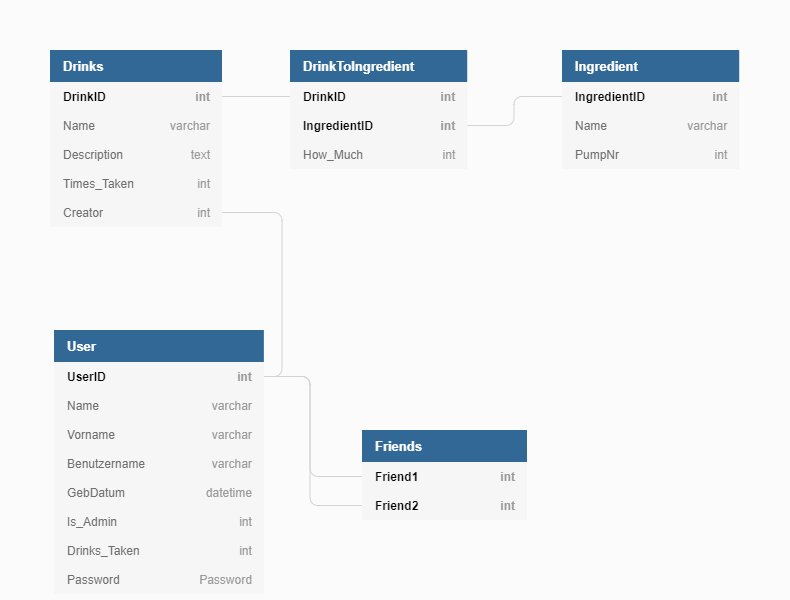 Drinks
DrinkID int
Name varchar
Description text
Times_Taken int
Creator int
DrinkToIngredient
DrinkID int
IngredientID int
How_Much int
Ingredient
IngredientID int
Name varchar
PumpNr int
User
UserID int
Name varchar
Vorname varchar
Benutzername varchar
GebDatum datetime
Is_Admin int
Drinks_Taken int
Password Password
Friends
Friend1 int
Friend2 int